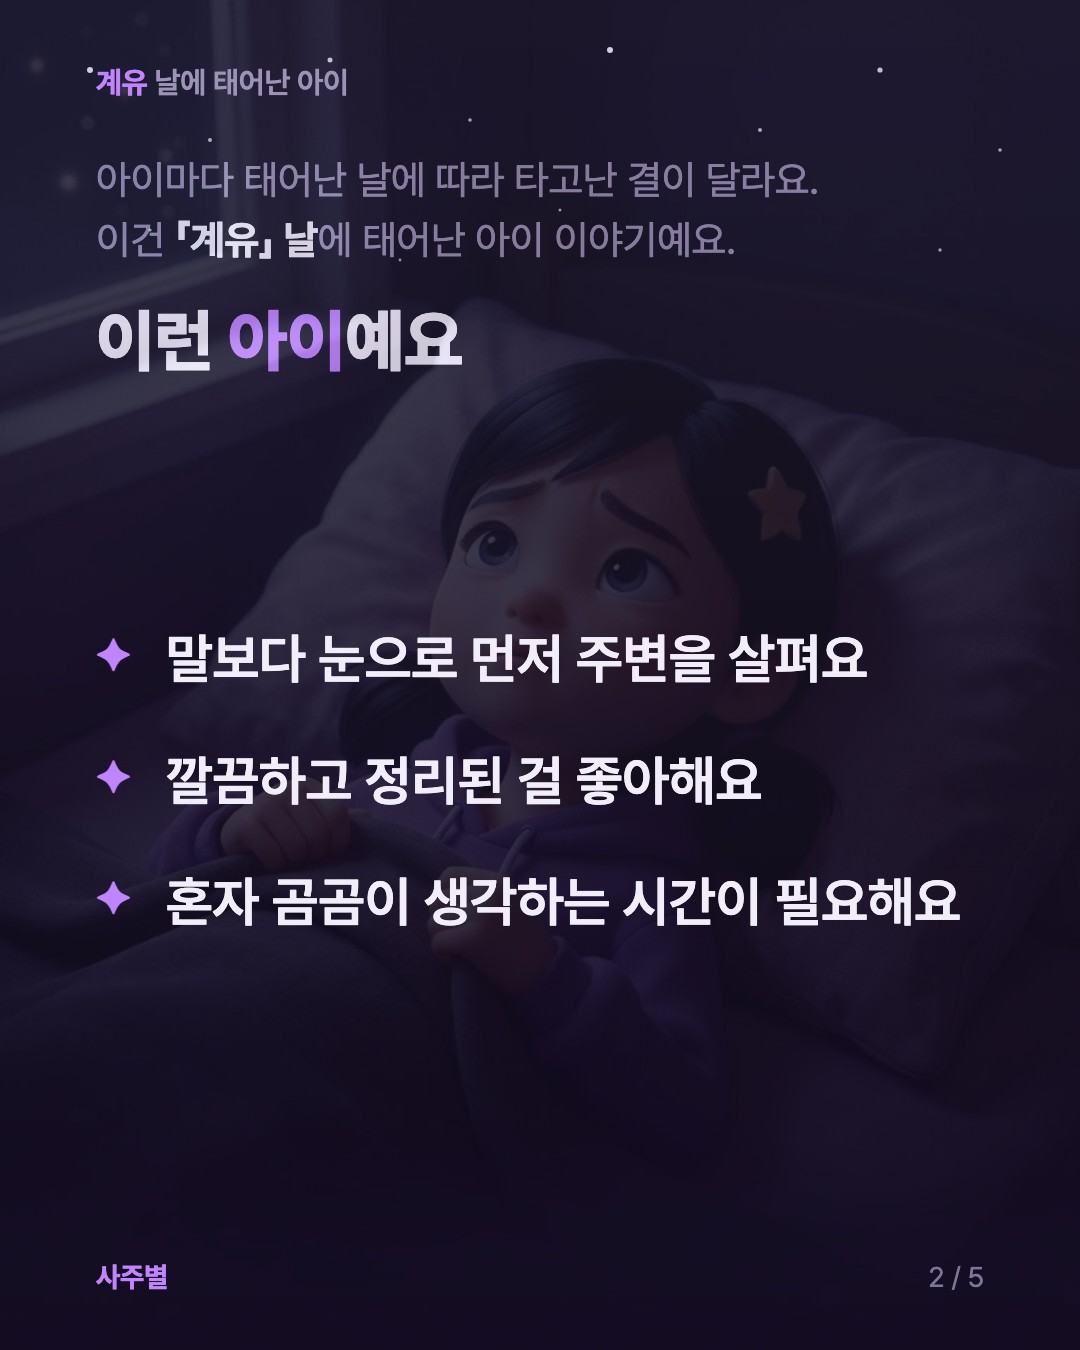 계유 날에 태어난 아이
아이마다 태어난 날에 따라 타고난 결이 달라요.
이건 「계유」 날에 태어난 아이 이야기예요.
이런 아이예요
말보다 눈으로 먼저 주변을 살펴요
깔끔하고 정리된 걸 좋아해요
혼자 곰곰이 생각하는 시간이 필요해요
사주별
2 / 5